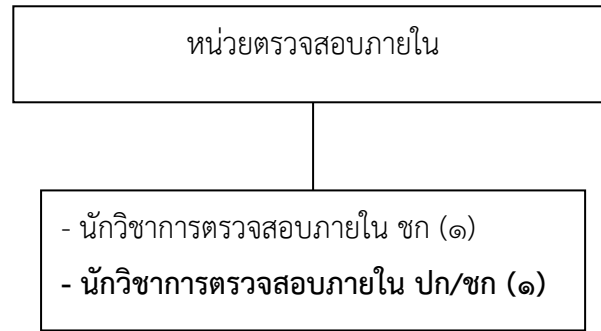 หน่วยตรวจสอบภายใน
- นักวิชาการตรวจสอบภายใน ชก (๑)
- นักวิชาการตรวจสอบภายใน ปก/ชก (๑)